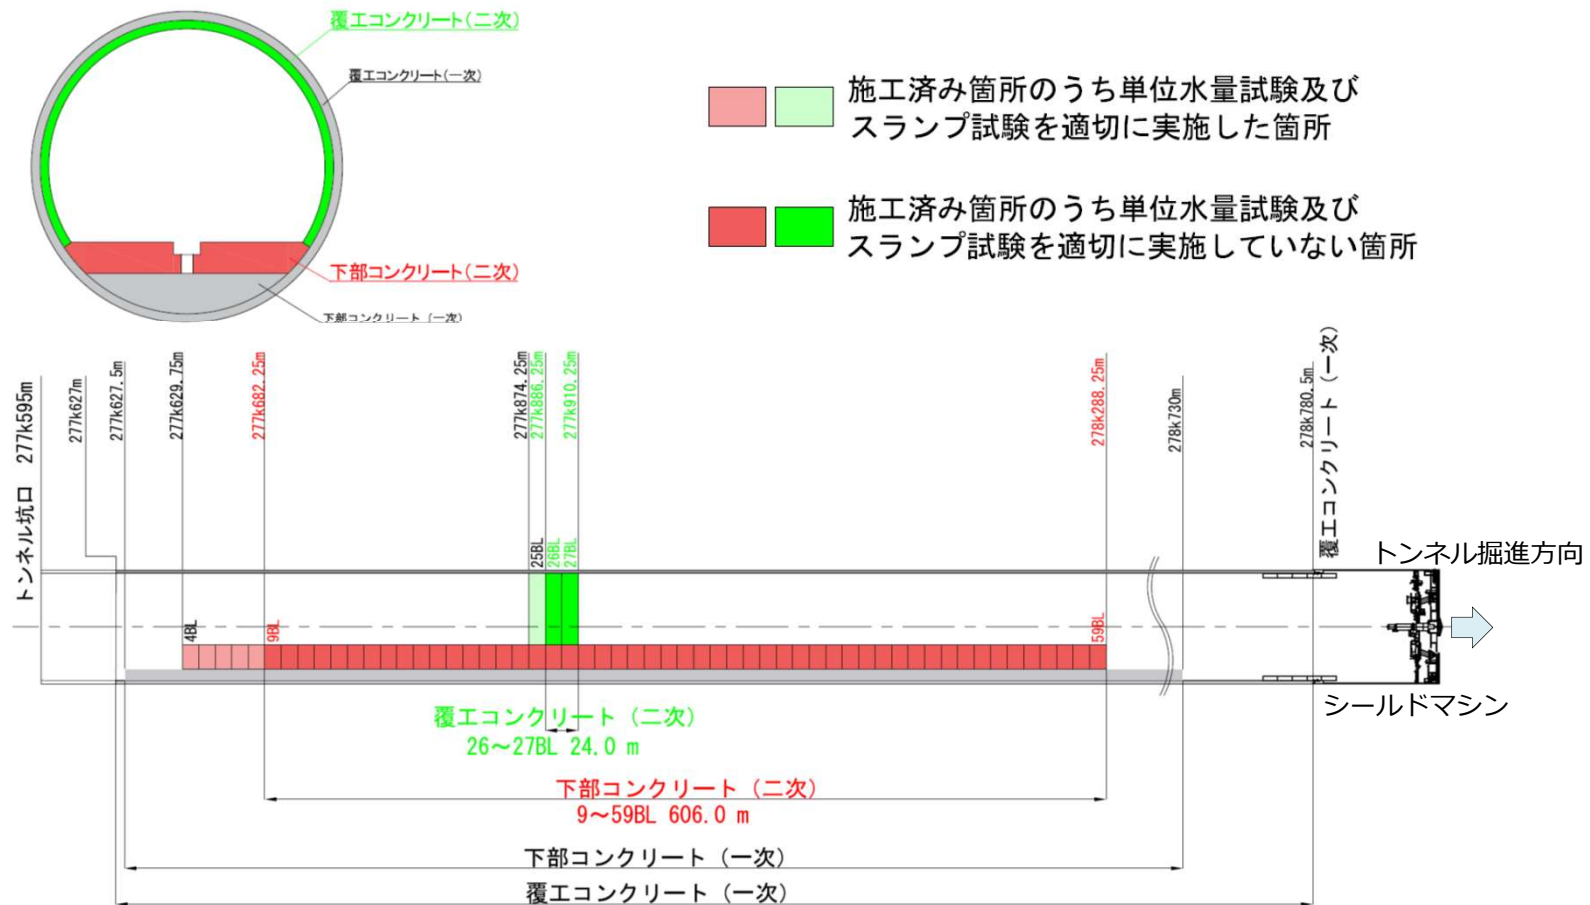 覆工コンクリート(二次)
覆工コンクリート(一次)
下部コンクリート(二次)
下部コンクリート (一次)
施工済み箇所のうち単位水量試験及び
スランプ試験を適切に実施した箇所
施工済み箇所のうち単位水量試験及び
スランプ試験を適切に実施していない箇所
トンネル坑口 277k595m
277k627m
277k627.5m
277k629.75m
277k682.25m
277k874.25m
277k886.25m
277k910.25m
278k288.25m
278k730m
278k780.5m
覆工コンクリート (一次)
トンネル掘進方向
25BL
26BL
27BL
4BL
9BL
59BL
シールドマシン
覆工コンクリート (二次)
26~27BL 24.0 m
下部コンクリート (二次)
9~59BL 606.0 m
下部コンクリート (一次)
覆工コンクリート (一次)